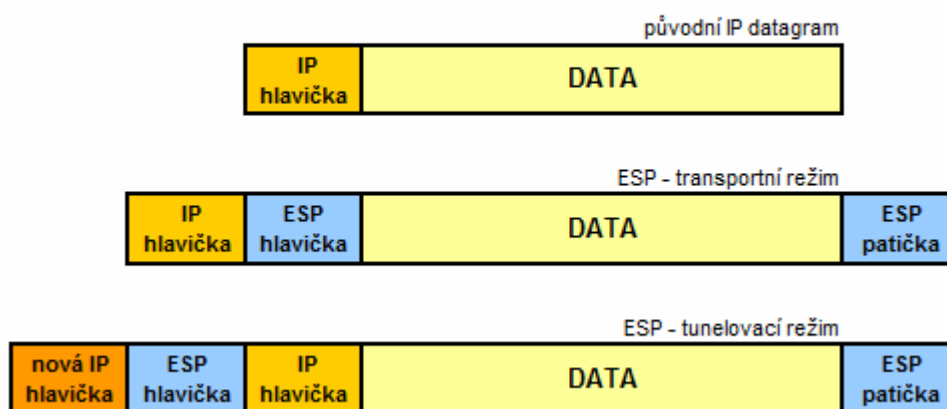 původní IP datagram
IP
hlavička
DATA
ESP - transportní režim
IP
hlavička
ESP
hlavička
DATA
ESP
patička
ESP - tunelovací režim
nová IP
hlavička
ESP
hlavička
IP
hlavička
DATA
ESP
patička